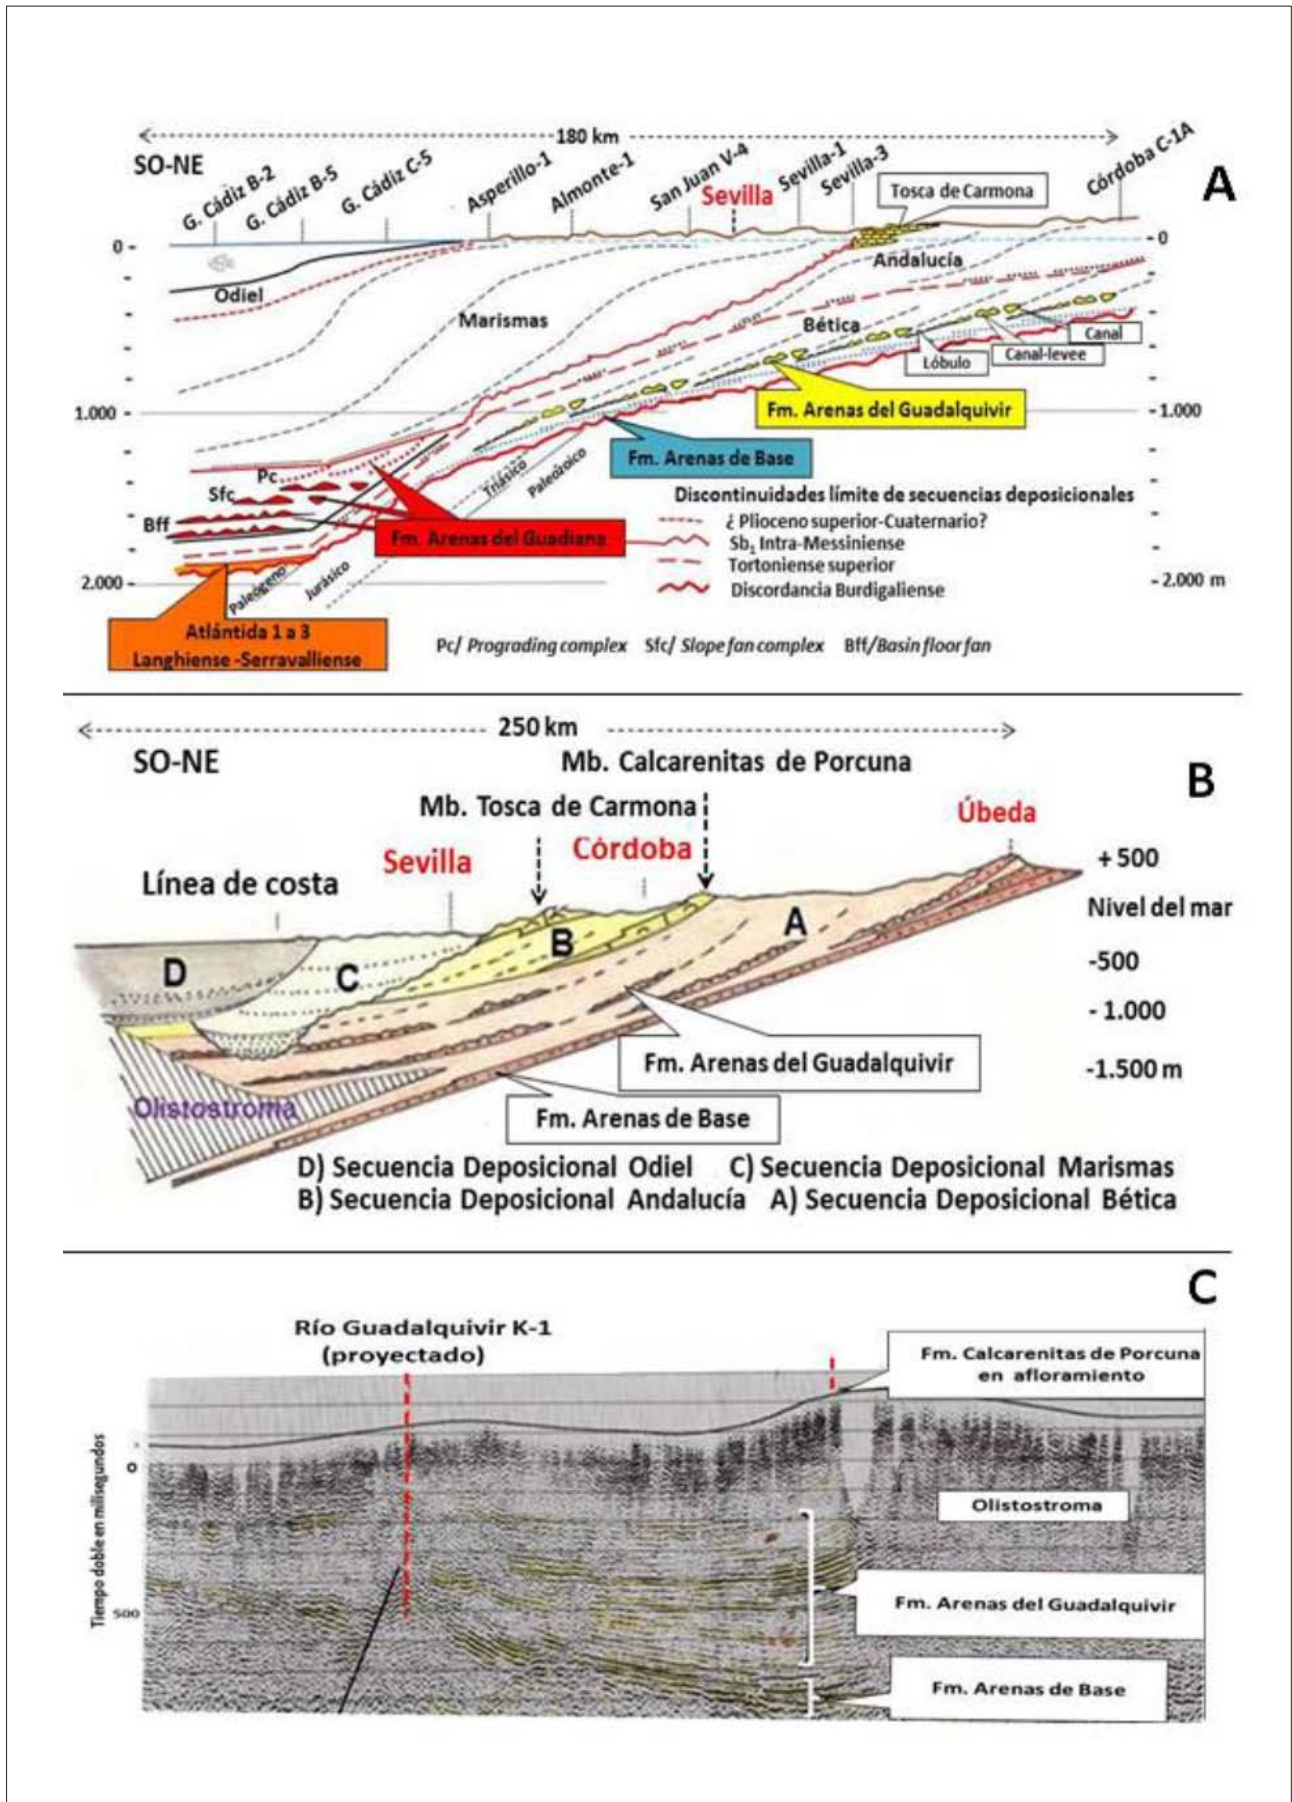 180 km
SO-NE
A
G. Cádiz B-2
G. Cádiz B-5
G. Cádiz C-5
Asperillo-1
Almonte-1
San Juan V-4
Sevilla
Sevilla-1
Sevilla-3
Córdoba C-1A
Tosca de Carmona
0
0
Odiel
Andalucía
Marismas
Bética
Canal
Canal-levee
Lóbulo
1.000
1.000
Fm. Arenas del Guadalquivir
Fm. Arenas de Base
Pc
Sfc
Bff
Triásico
Paleózoico
Discontinuidades límite de secuencias deposicionales
¿ Plioceno superior-Cuaternario?
Fm. Arenas del Guadiana
Sb₂ Intra-Messiniense
Tortoniense superior
2.000
2.000 m
Discordancia Burdigaliense
Paleógeno
Jurásico
Atlántida 1 a 3
Langhiense -Serravalliense
Pc/ Prograding complex Sfc/ Slope fan complex Bff/Basin floor fan
250 km
SO-NE
Mb. Calcarenitas de Porcuna
B
Mb. Tosca de Carmona
Úbeda
Sevilla
Córdoba
Línea de costa
+ 500
Nivel del mar
-500
- 1.000
-1.500 m
D
C
B
A
Fm. Arenas del Guadalquivir
Olistostroma
Fm. Arenas de Base
D) Secuencia Deposicional Odiel C) Secuencia Deposicional Marismas
B) Secuencia Deposicional Andalucía A) Secuencia Deposicional Bética
C
Río Guadalquivir K-1
(proyectado)
Fm. Calcarenitas de Porcuna
en afloramiento
Tiempo doble en milisegundos
0
Olistostroma
500
Fm. Arenas del Guadalquivir
Fm. Arenas de Base